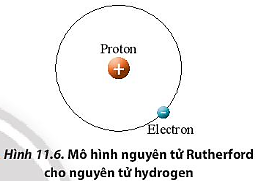 Proton
+
-
Electron
Hình 11.6. Mô hình nguyên tử Rutherford
cho nguyên tử hydrogen